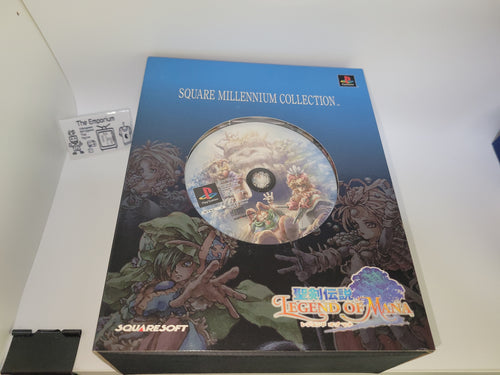 The Emporium
SQUARE MILLENNIUM COLLECTION
聖剣伝説
LEGEND OF MANA
SQUARESOFT